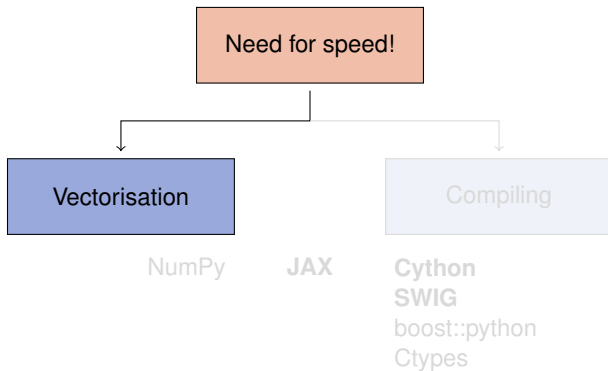 Need for speed!
Vectorisation
Compiling
NumPy
JAX
Cython
SWIG
boost::python
Ctypes